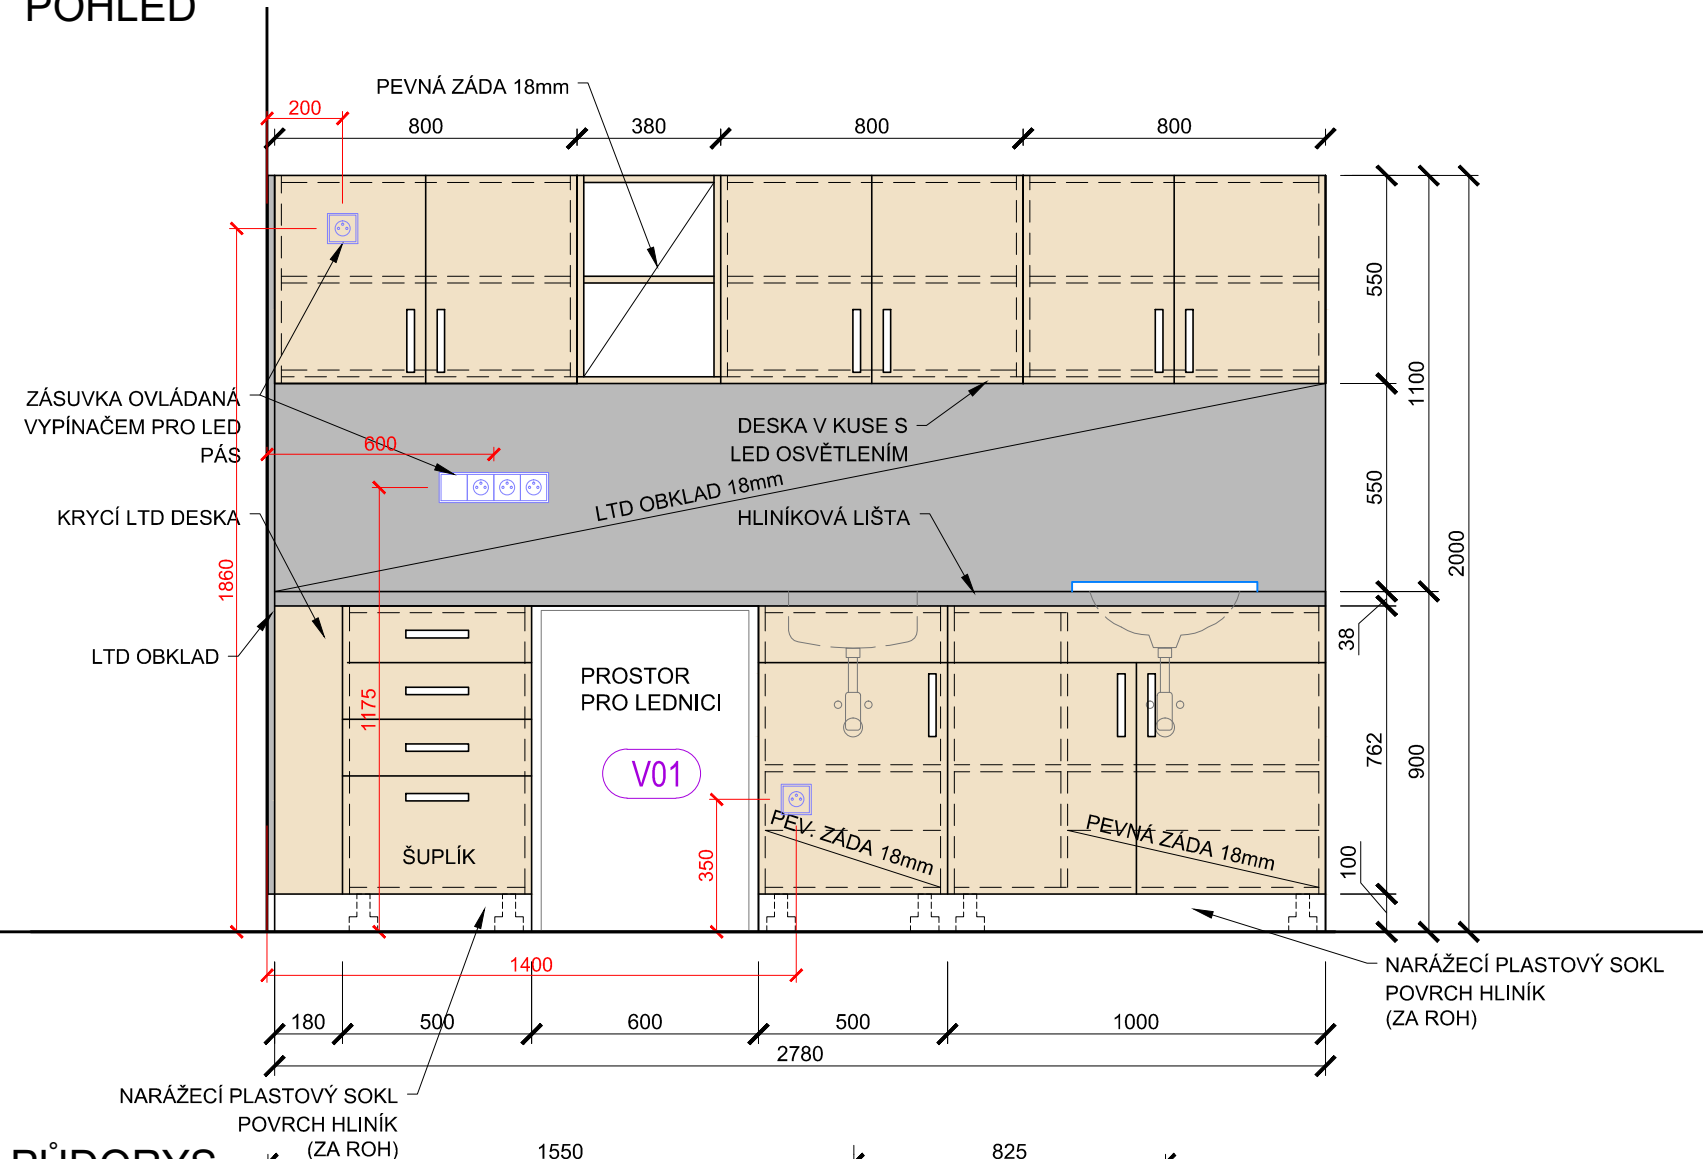 POHLED
PEVNÁ ZÁDA 18mm
200
800
380
800
800
550
1100
2000
ZÁSUVKA OVLÁDANÁ
VYPÍNAČEM PRO LED
PÁS
600
DESKA V KUSE S
LED OSVĚTLENÍM
LTD OBKLAD 18mm
550
KRYCÍ LTD DESKA
HLINÍKOVÁ LIŠTA
1860
LTD OBKLAD
38
PROSTOR
PRO LEDNICI
1175
V01
762
900
ŠUPLÍK
350
PEV. ZÁDA 18mm
PEVNÁ ZÁDA 18mm
100
1400
NARÁŽECÍ PLASTOVÝ SOKL
POVRCH HLINÍK
(ZA ROH)
180
500
600
500
1000
2780
NARÁŽECÍ PLASTOVÝ SOKL
POVRCH HLINÍK
(ZA ROH)
PŮDORYS
1550
825